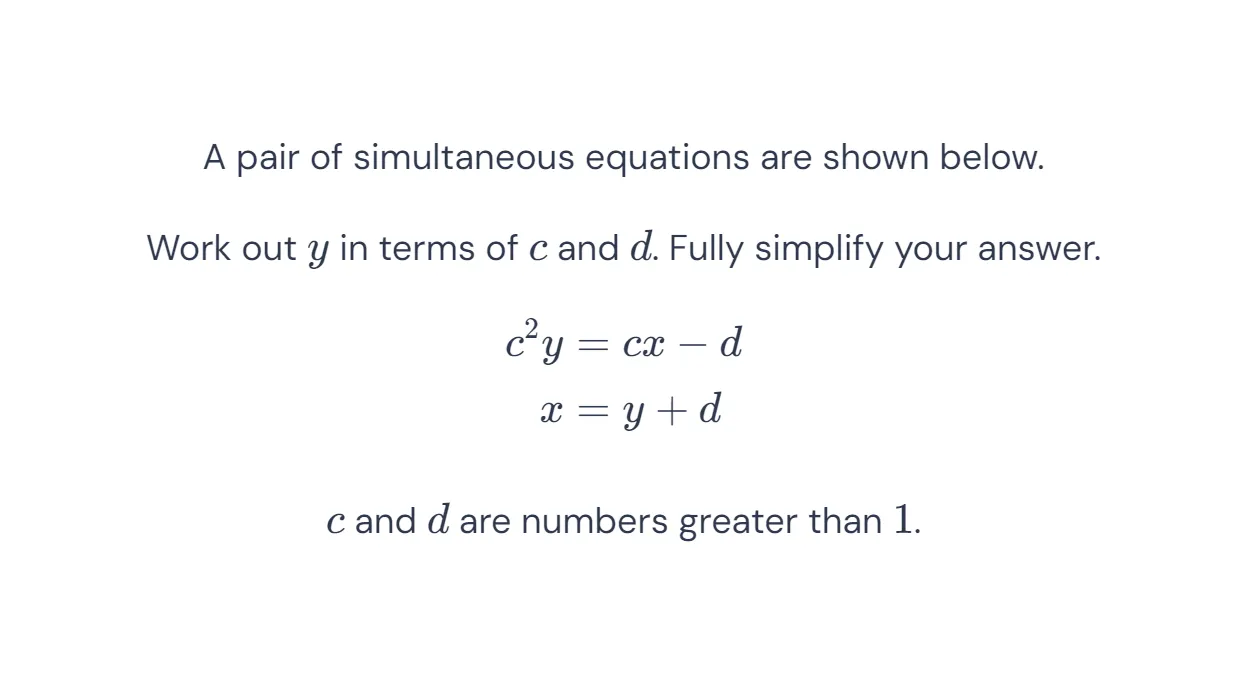 A pair of simultaneous equations are shown below.
Work out y in terms of c and d. Fully simplify your answer.
c²y = cx − d
x = y + d
c and d are numbers greater than 1.